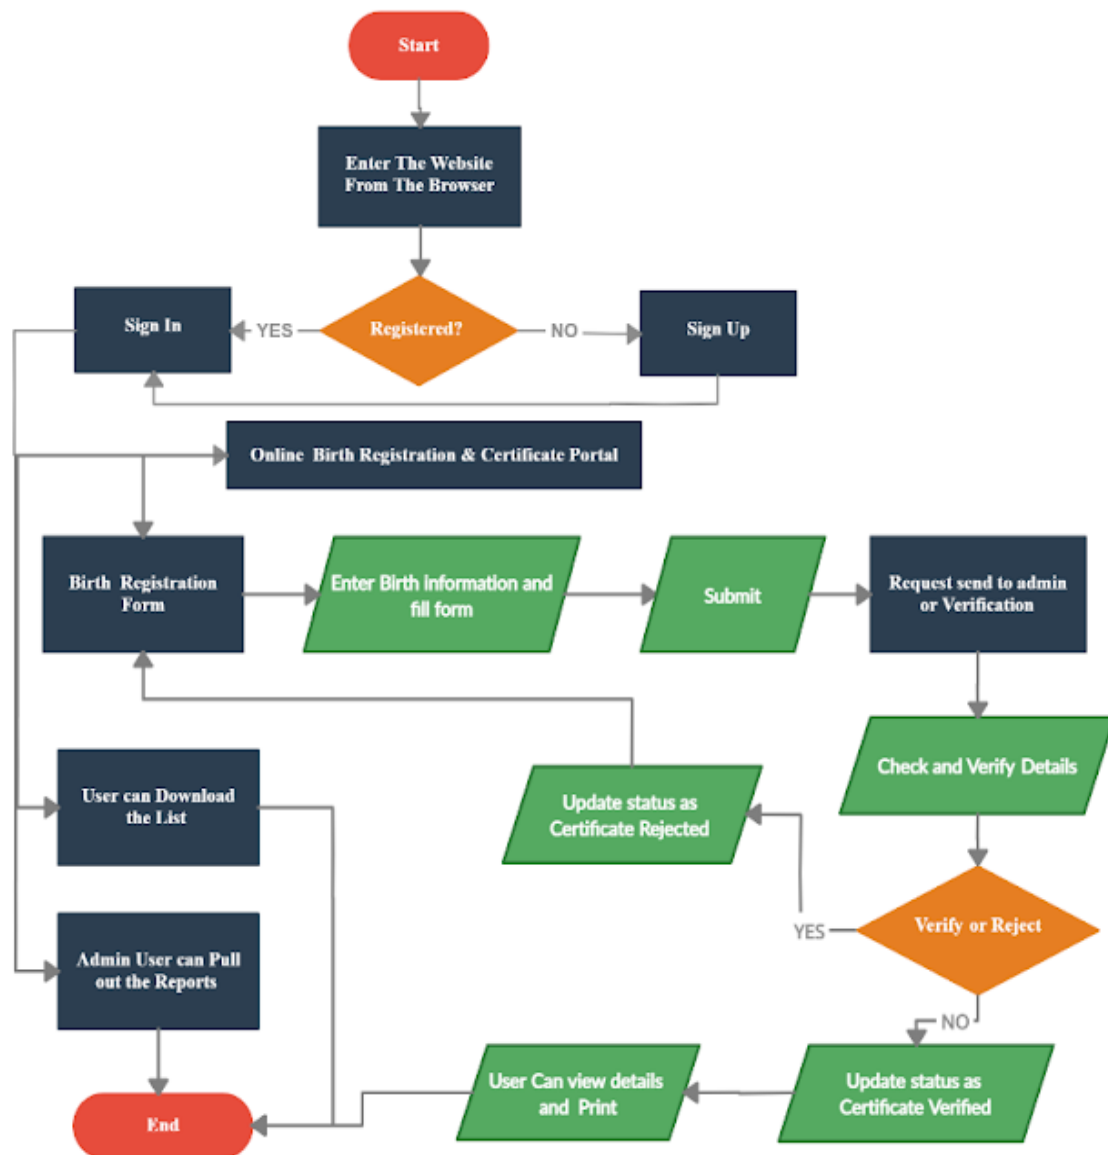 Start
Enter The Website
From The Browser
Sign In
YES
Registered?
NO
Sign Up
Online Birth Registration & Certificate Portal
Birth Registration
Form
Enter Birth information and
fill form
Submit
Request send to admin
or Verification
User can Download
the List
Update status as
Certificate Rejected
Check and Verify Details
YES
Verify or Reject
Admin User can Pull
out the Reports
NO
End
User Can view details
and Print
Update status as
Certificate Verified